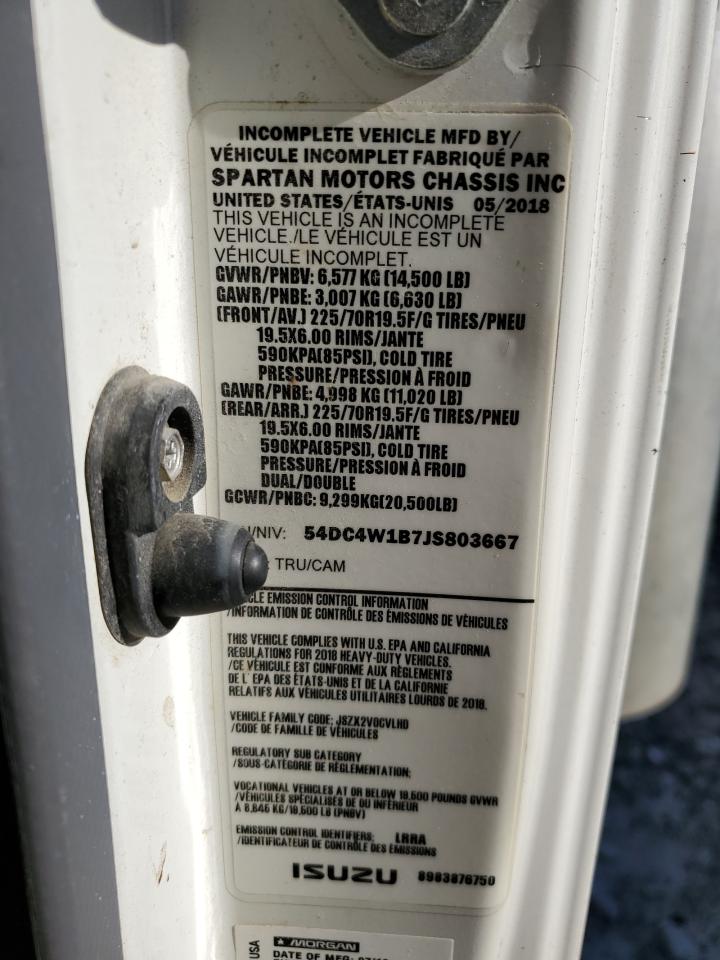 INCOMPLETE VEHICLE MFD BY/
VÉHICULE INCOMPLET FABRIQUÉ PAR
SPARTAN MOTORS CHASSIS INC
UNITED STATES/ÉTATS-UNIS 05/2018
THIS VEHICLE IS AN INCOMPLETE
VEHICLE./LE VÉHICULE EST UN
VÉHICULE INCOMPLET.
GVWR/PNBV: 6,577 KG (14,500 LB)
GAWR/PNBE: 3,007 KG (6,630 LB)
(FRONT/AV.) 225/70R19.5F/G TIRES/PNEU
19.5X6.00 RIMS/JANTE
590KPA(85PSI), COLD TIRE
PRESSURE/PRESSION À FROID
GAWR/PNBE: 4,998 KG (11,020 LB)
(REAR/ARR.) 225/70R19.5F/G TIRES/PNEU
19.5X6.00 RIMS/JANTE
590KPA(85PSI), COLD TIRE
PRESSURE/PRESSION À FROID
DUAL/DOUBLE
GCWR/PNBC: 9,299KG(20,500LB)
/NIV: 54DC4W1B7JS803667
: TRU/CAM
EMISSION CONTROL INFORMATION
/INFORMATION DE CONTRÔLE DES ÉMISSIONS DE VÉHICULES
THIS VEHICLE COMPLIES WITH U.S. EPA AND CALIFORNIA
REGULATIONS FOR 2018 HEAVY-DUTY VEHICLES.
/CE VÉHICULE EST CONFORME AUX RÈGLEMENTS
DE L' EPA DES ÉTATS-UNIS ET DE LA CALIFORNIE
RELATIFS AUX VÉHICULES UTILITAIRES LOURDS DE 2018.
VEHICLE FAMILY CODE: JSZX2VOCVLHD
/CODE DE FAMILLE DE VÉHICULES
REGULATORY SUB CATEGORY
/SOUS-CATÉGORIE DE RÉGLEMENTATION:
VOCATIONAL VEHICLES AT OR BELOW 19,500 POUNDS GVWR
/VÉHICULES SPÉCIALISÉS DE OU INFÉRIEUR
À 8,845 KG/19,500 LB (PNBV)
EMISSION CONTROL IDENTIFIERS: LRRA
/IDENTIFICATEUR DE CONTRÔLE DES ÉMISSIONS
ISUZU 8983876750
USA
MORGAN
DATE OF MFG: